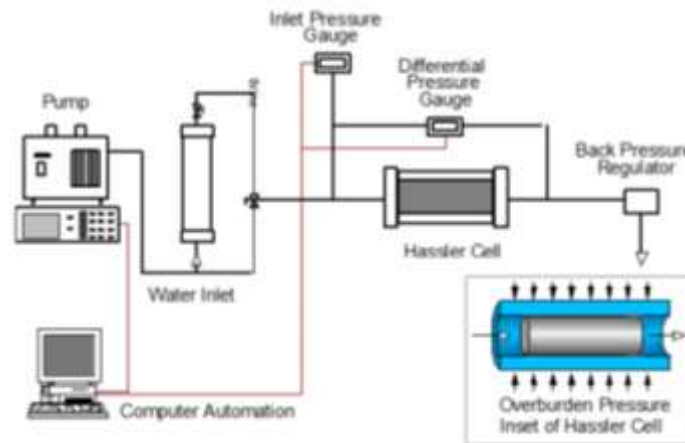 Inlet Pressure
Gauge
Differential
Pressure
Gauge
Pump
Back Pressure
Regulator
Hassler Cell
Water Inlet
Computer Automation
Overburden Pressure
Inset of Hassler Cell